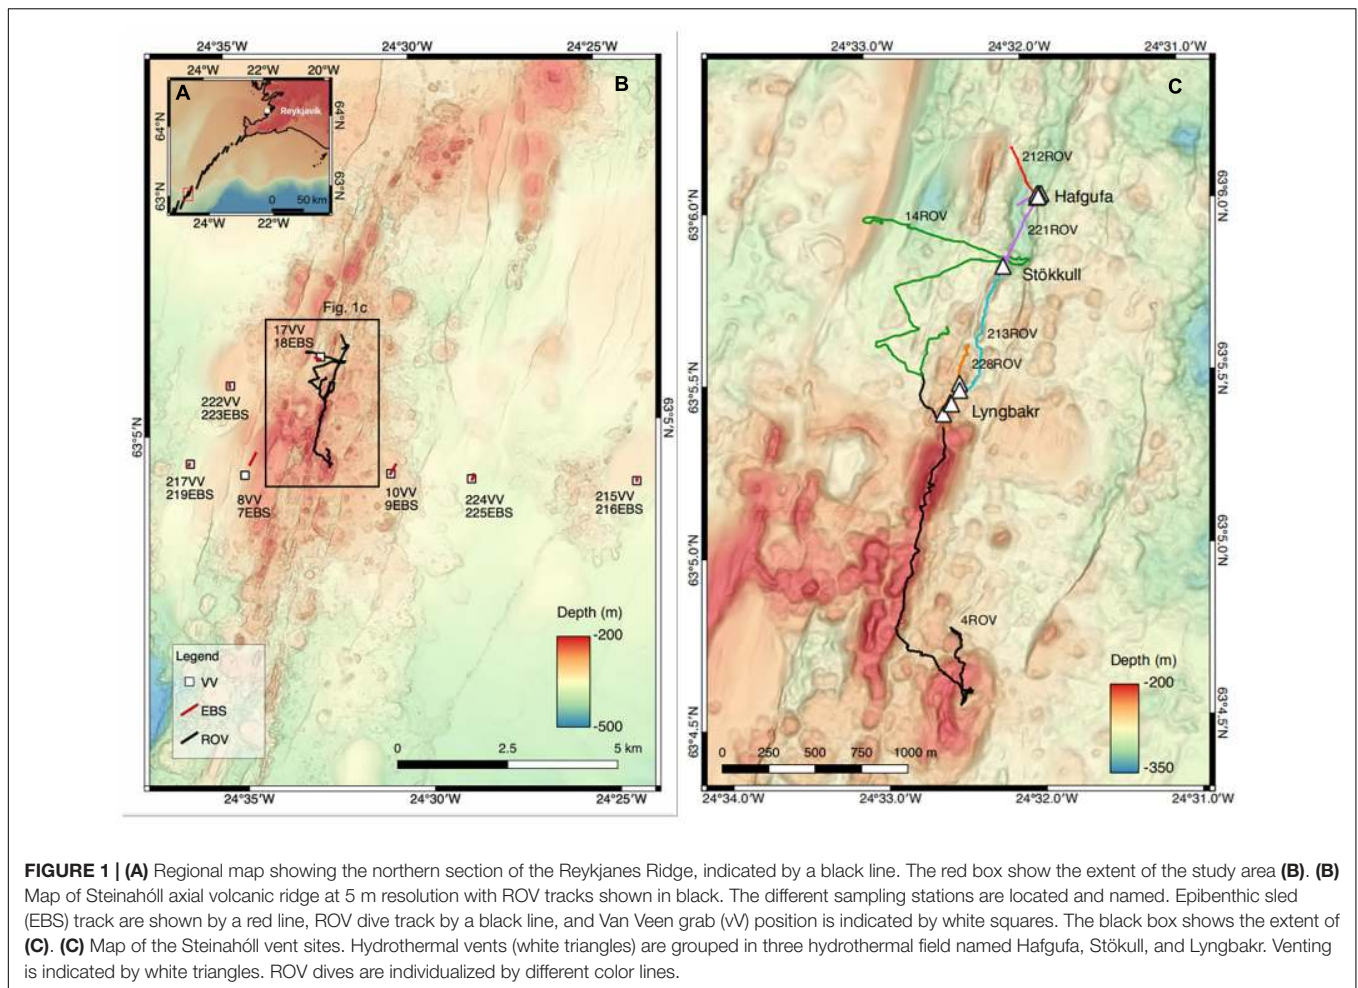 24°35'W 24°30'W 24°25'W
24°W 22°W 20°W
A
B
Reykjavik
64°N
64°N
63°N
63°N
0 50 km
24°W 22°W
Fig. 1c
17VV
18EBS
222VV
223EBS
63°5'N
63°5'N
217VV
219EBS
8VV
7EBS
10VV
9EBS
224VV
225EBS
215VV
216EBS
Depth (m)
-200
-500
Legend
VV
EBS
ROV
0 2.5 5 km
24°35'W 24°30'W 24°25'W
24°33.0'W 24°32.0'W 24°31.0'W
C
212ROV
Hafgufa
63°6.0'N
63°6.0'N
14ROV
221ROV
Stökkull
213ROV
228ROV
63°5.5'N
63°5.5'N
Lyngbakr
63°5.0'N
63°5.0'N
4ROV
Depth (m)
-200
-350
63°4.5'N
63°4.5'N
0 250 500 750 1000 m
24°34.0'W 24°33.0'W 24°32.0'W 24°31.0'W
FIGURE 1 | (A) Regional map showing the northern section of the Reykjanes Ridge, indicated by a black line. The red box show the extent of the study area (B). (B)
Map of Steinahóll axial volcanic ridge at 5 m resolution with ROV tracks shown in black. The different sampling stations are located and named. Epibenthic sled
(EBS) track are shown by a red line, ROV dive track by a black line, and Van Veen grab (vV) position is indicated by white squares. The black box shows the extent of
(C). (C) Map of the Steinahóll vent sites. Hydrothermal vents (white triangles) are grouped in three hydrothermal field named Hafgufa, Stökull, and Lyngbakr. Venting
is indicated by white triangles. ROV dives are individualized by different color lines.